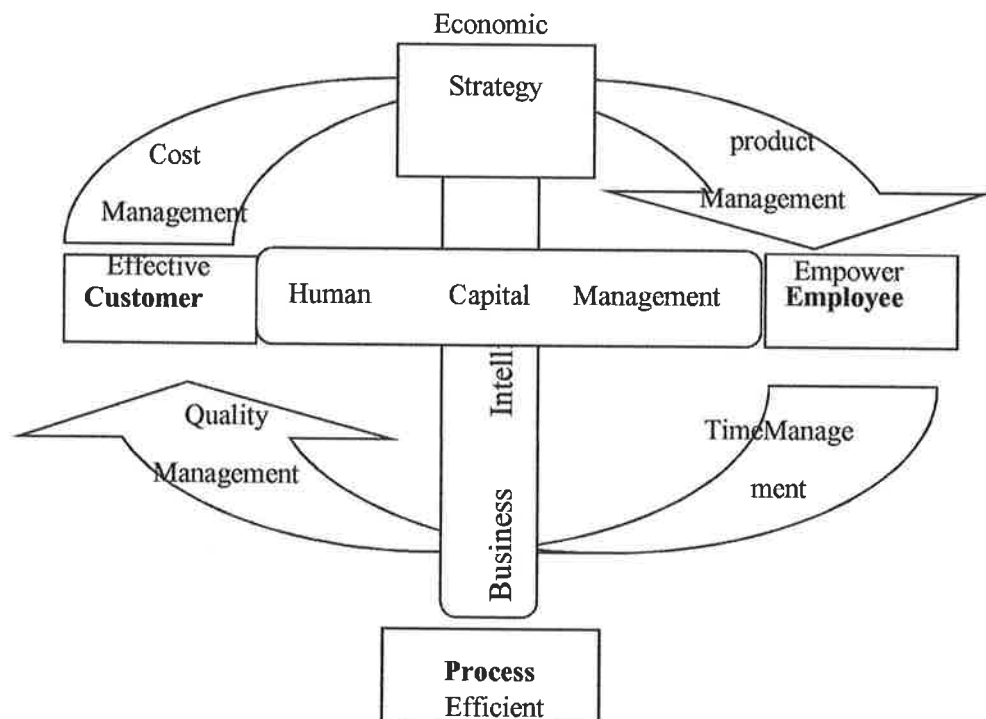 Economic
Strategy
Cost
Management
product
Management
Effective
Customer
Human Capital Management
Empower
Employee
Business Intelli
Quality
Management
TimeManage
ment
Process
Efficient